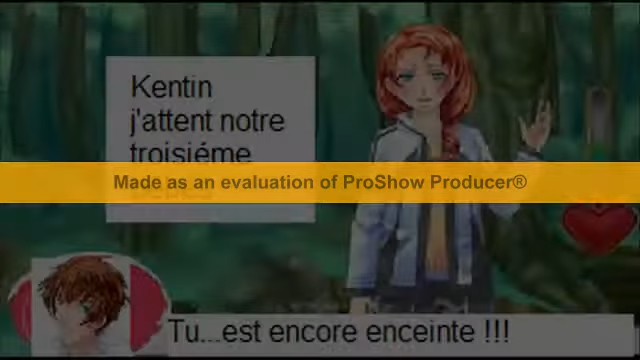 Kentin
j'attent notre
troisiéme
Made as an evaluation of ProShow Producer®
Tu...est encore enceinte !!!